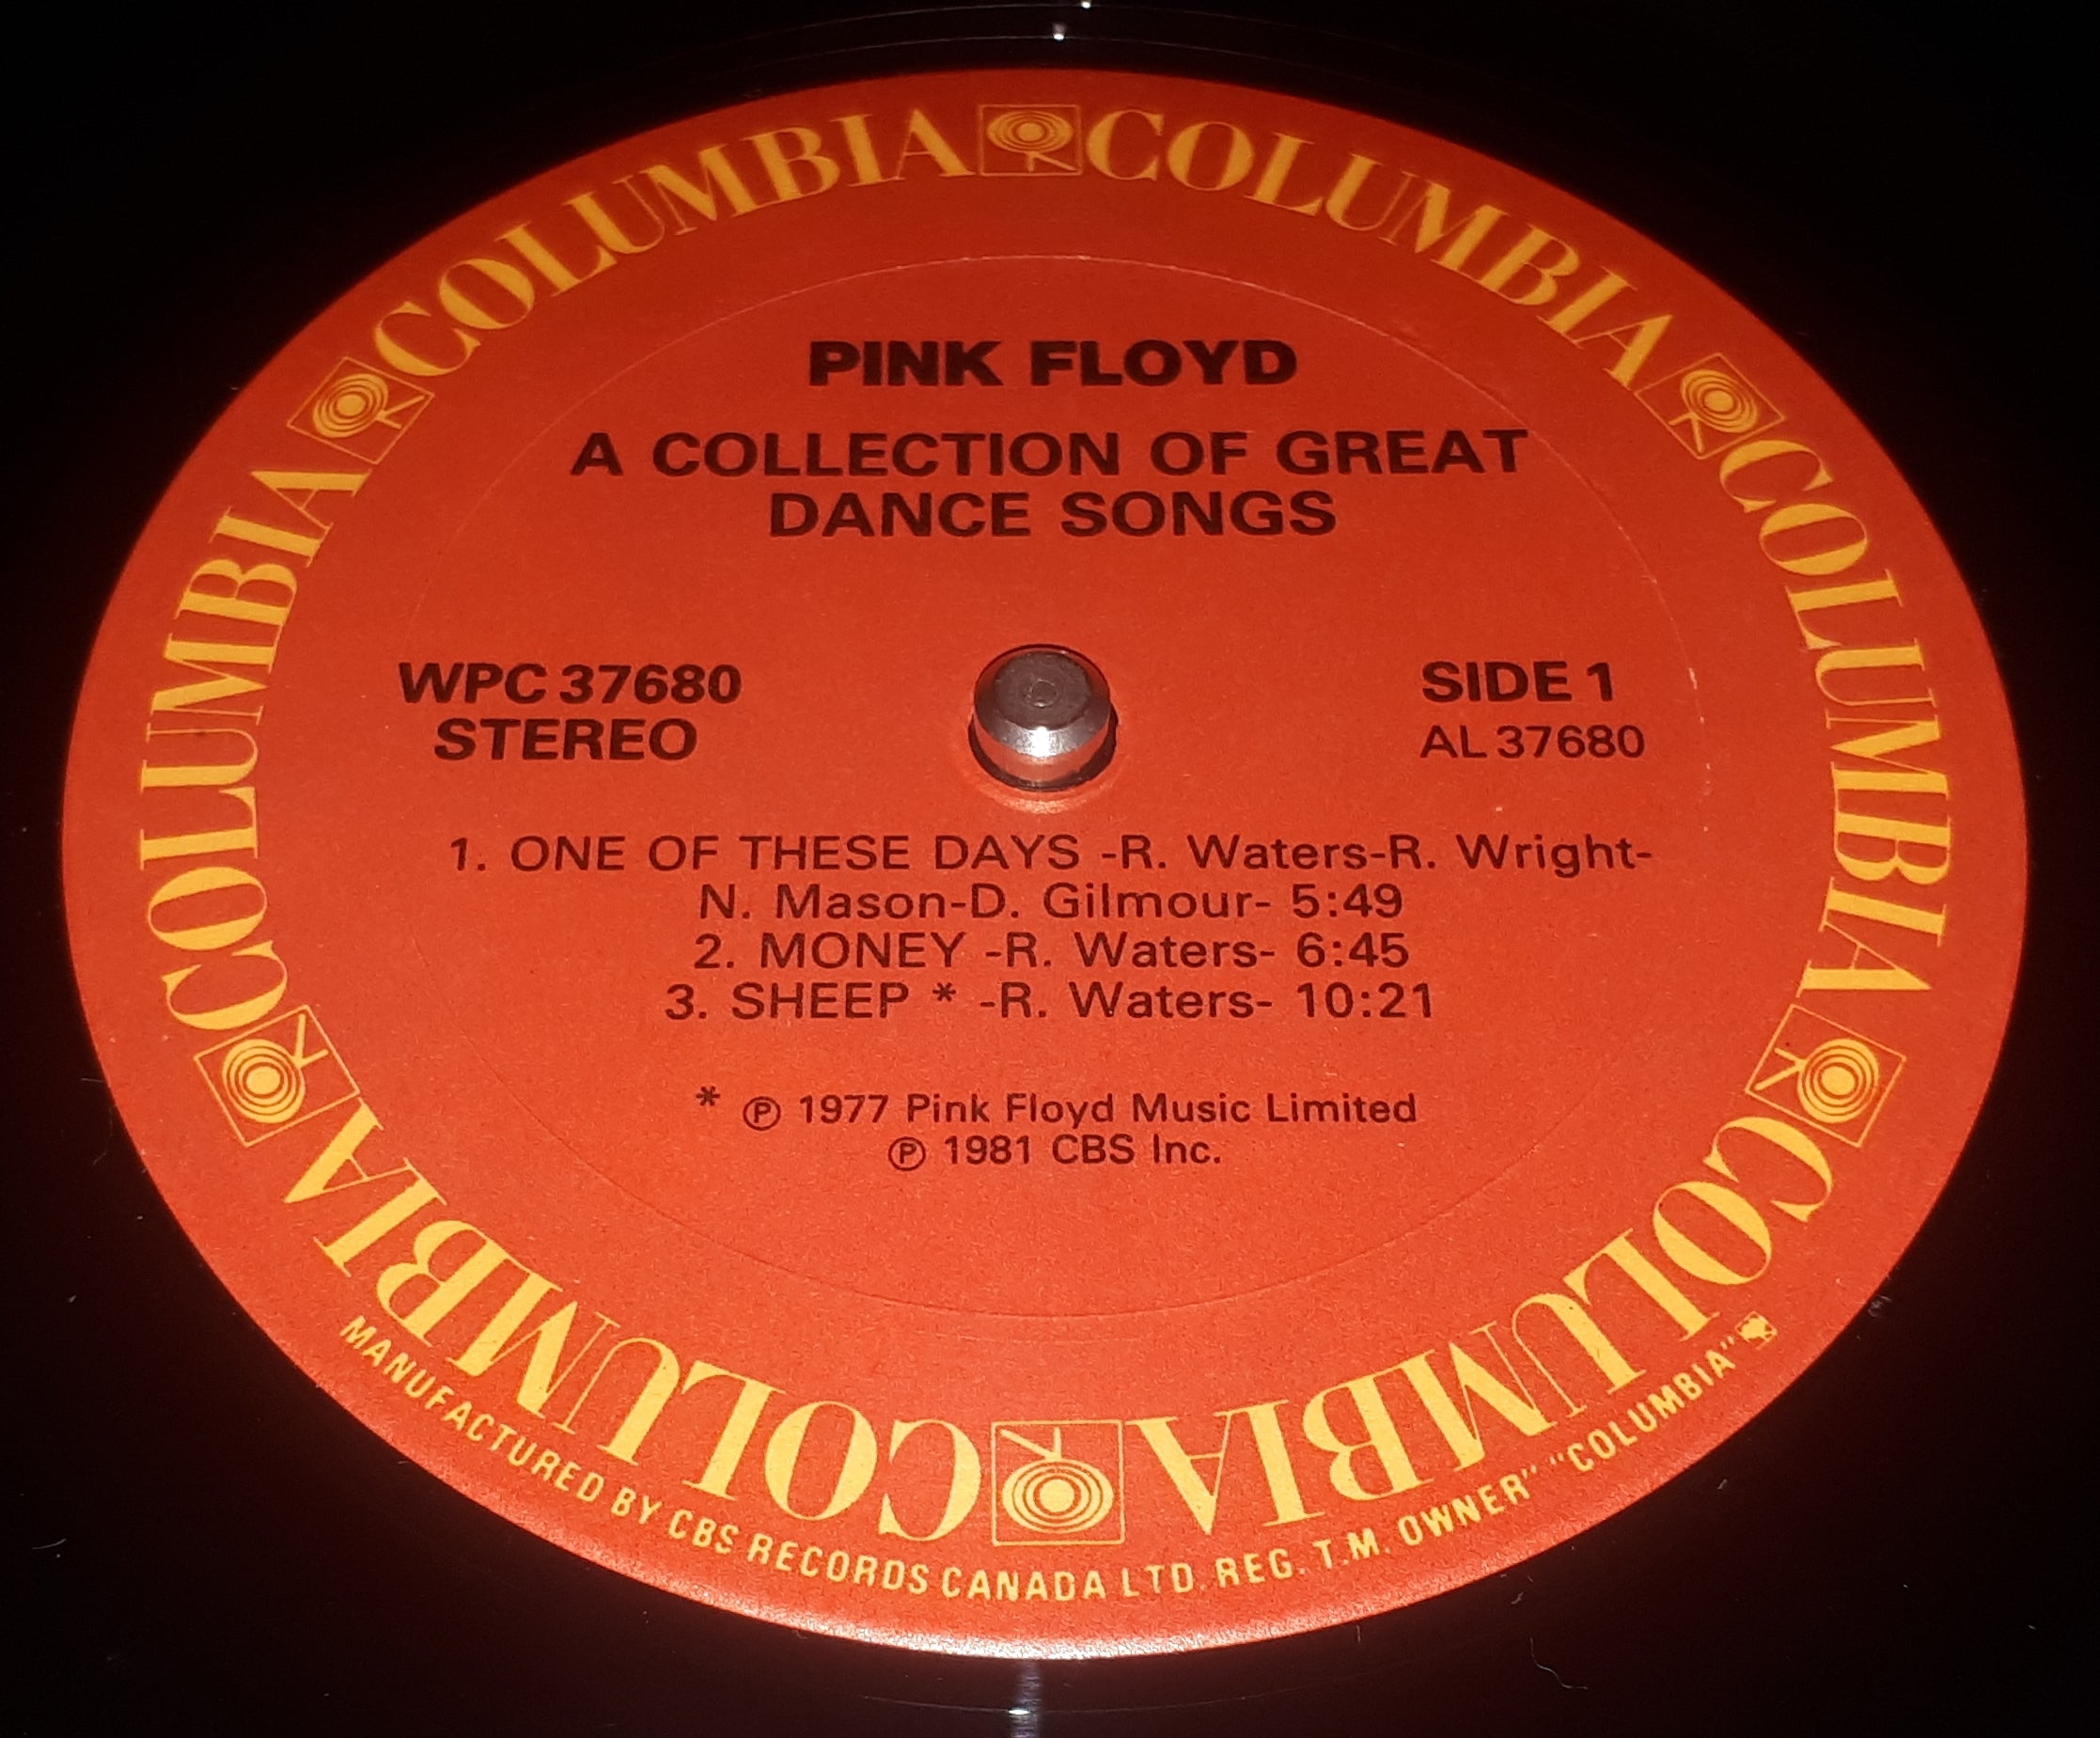 COLUMBIA COLUMBIA COLUMBIA COLUMBIA COLUMBIA COLUMBIA
PINK FLOYD
A COLLECTION OF GREAT
DANCE SONGS
WPC 37680
STEREO
SIDE 1
AL 37680
1. ONE OF THESE DAYS -R. Waters-R. Wright-
N. Mason-D. Gilmour- 5:49
2. MONEY -R. Waters- 6:45
3. SHEEP * -R. Waters- 10:21
* ℗ 1977 Pink Floyd Music Limited
℗ 1981 CBS Inc.
MANUFACTURED BY CBS RECORDS CANADA LTD. REG. T.M. OWNER" "COLUMBIA"